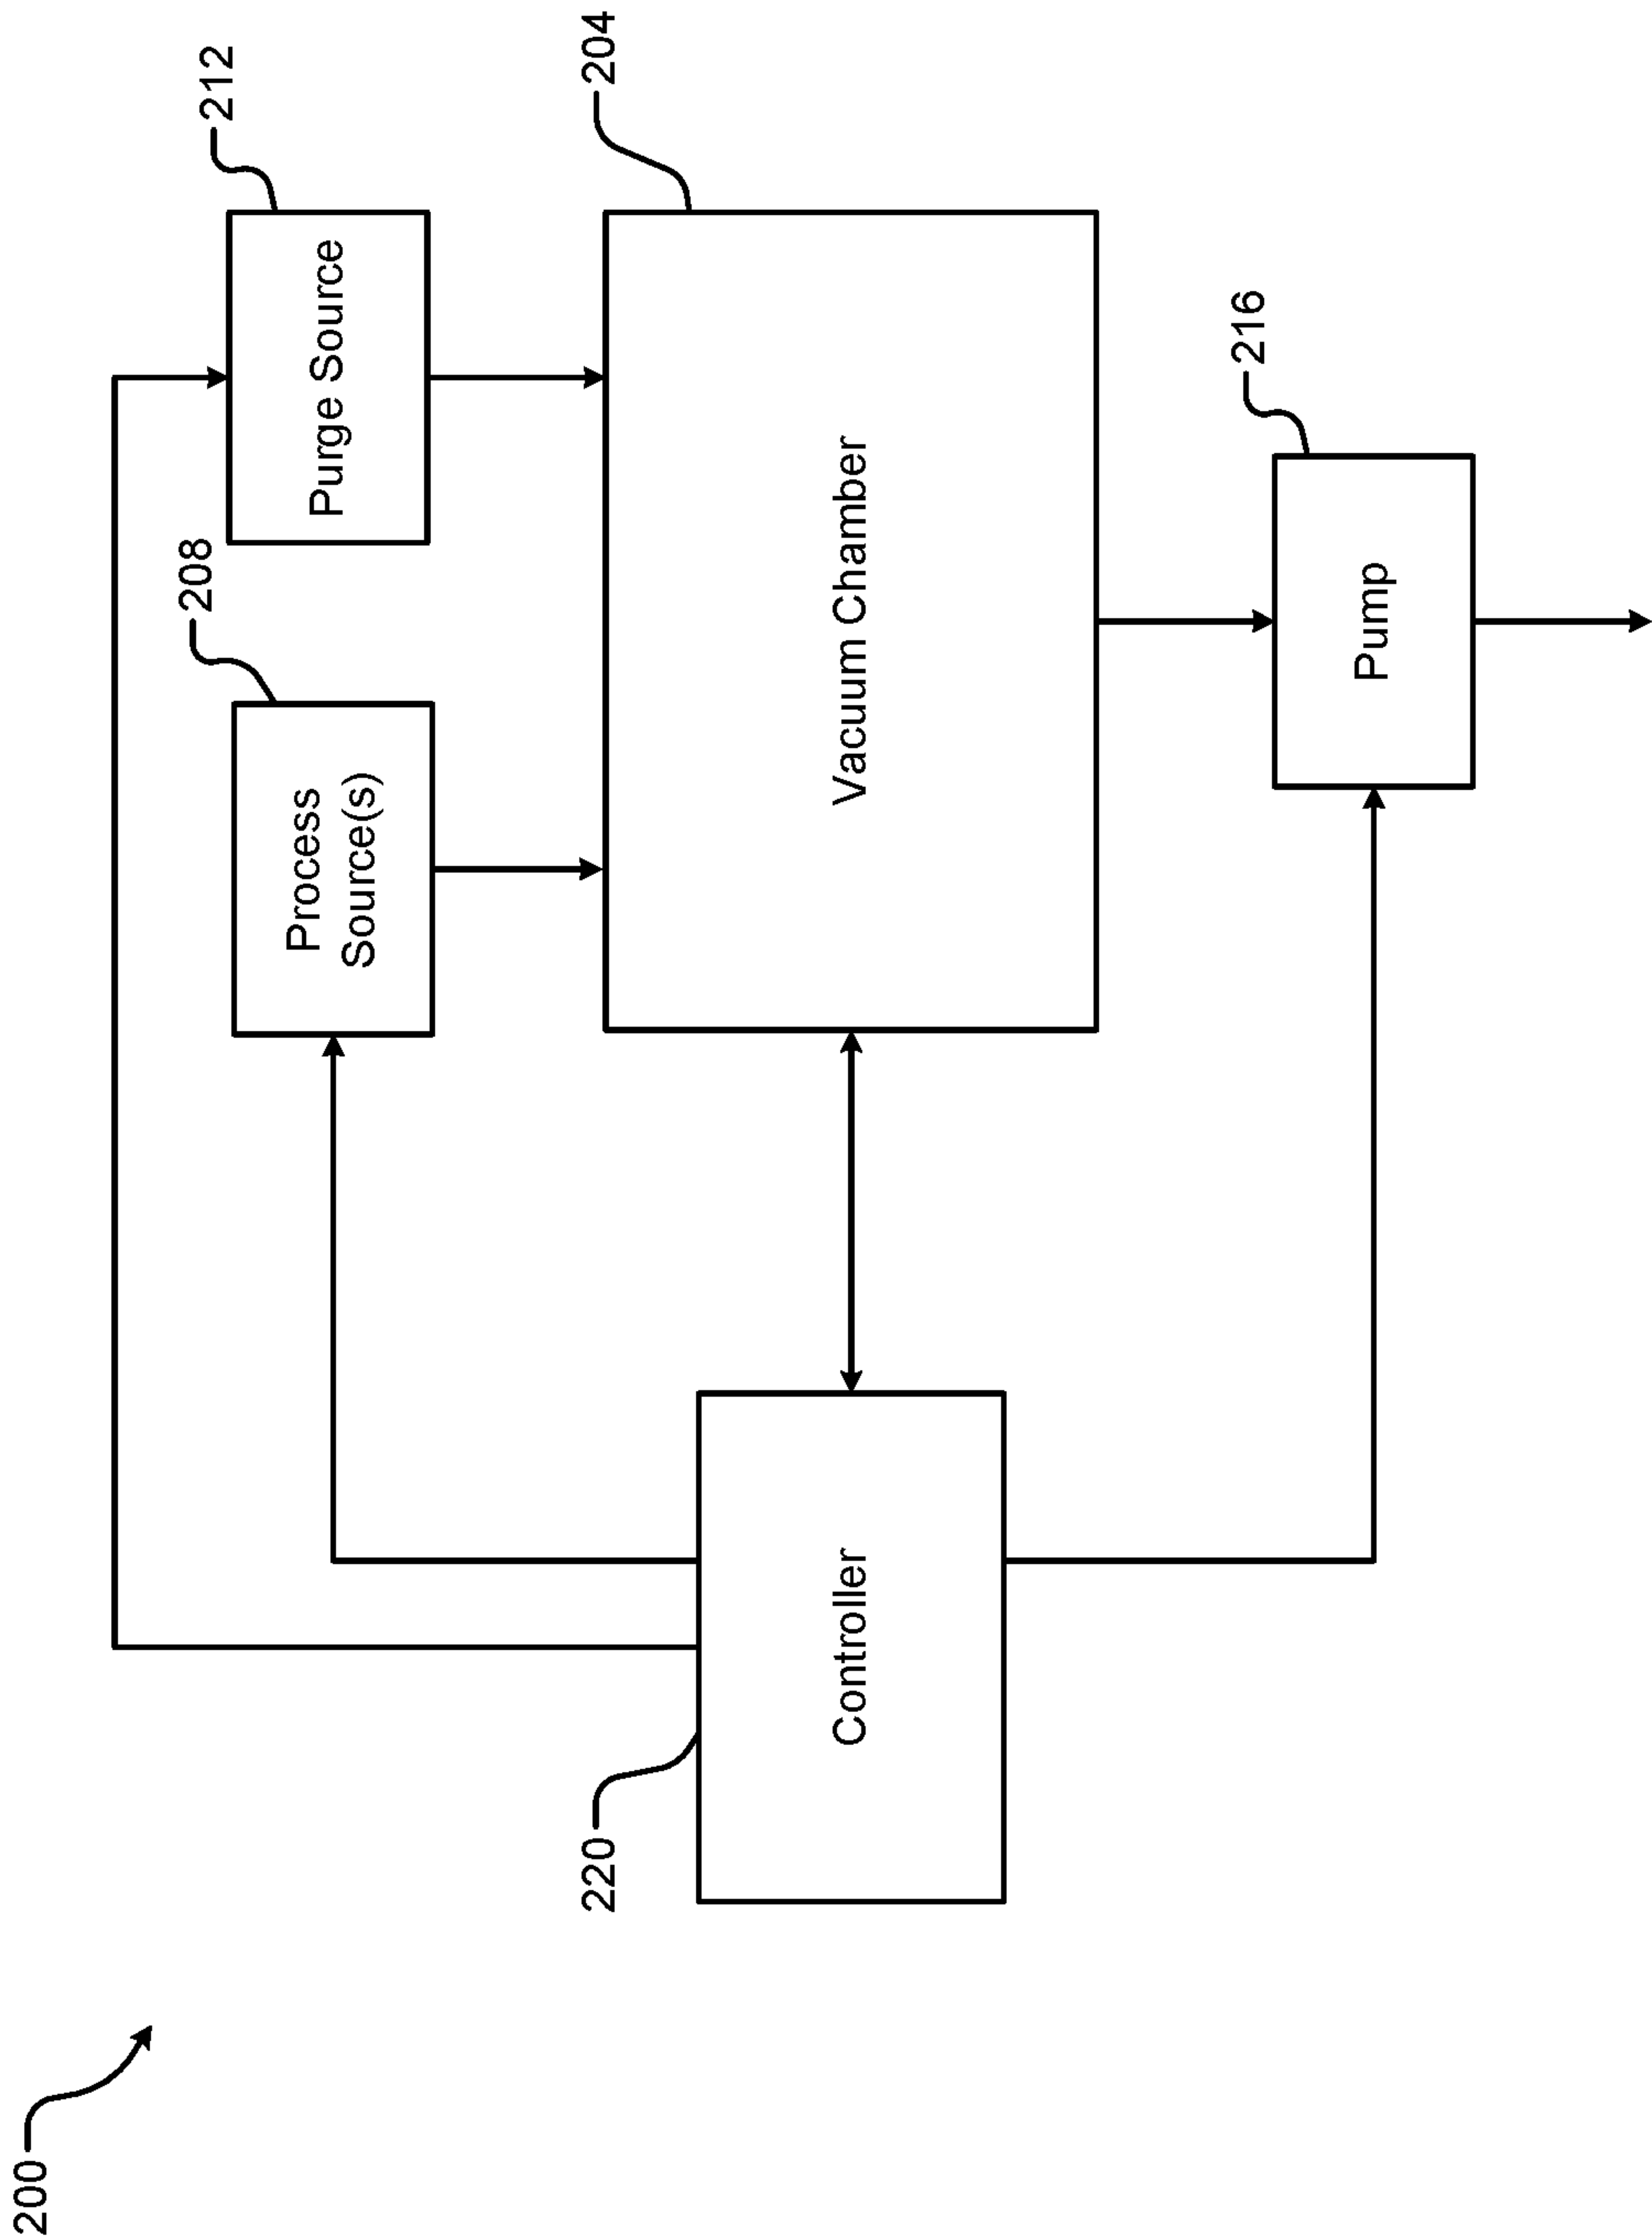 200
220
Controller
208
Process
Source(s)
212
Purge Source
204
Vacuum Chamber
216
Pump